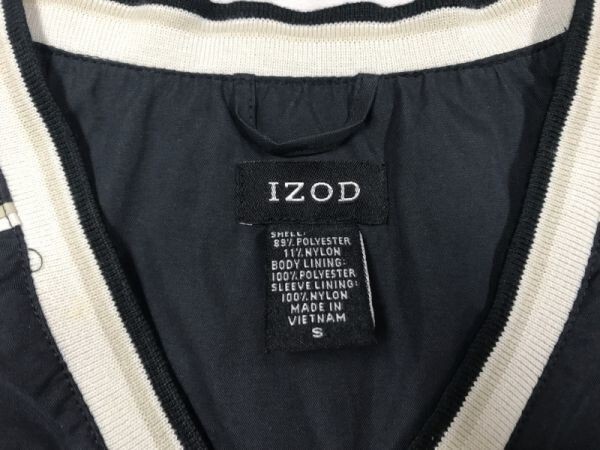 IZOD
SHELL:
89% POLYESTER
11% NYLON
BODY LINING:
100% POLYESTER
SLEEVE LINING:
100% NYLON
MADE IN
VIETNAM
S